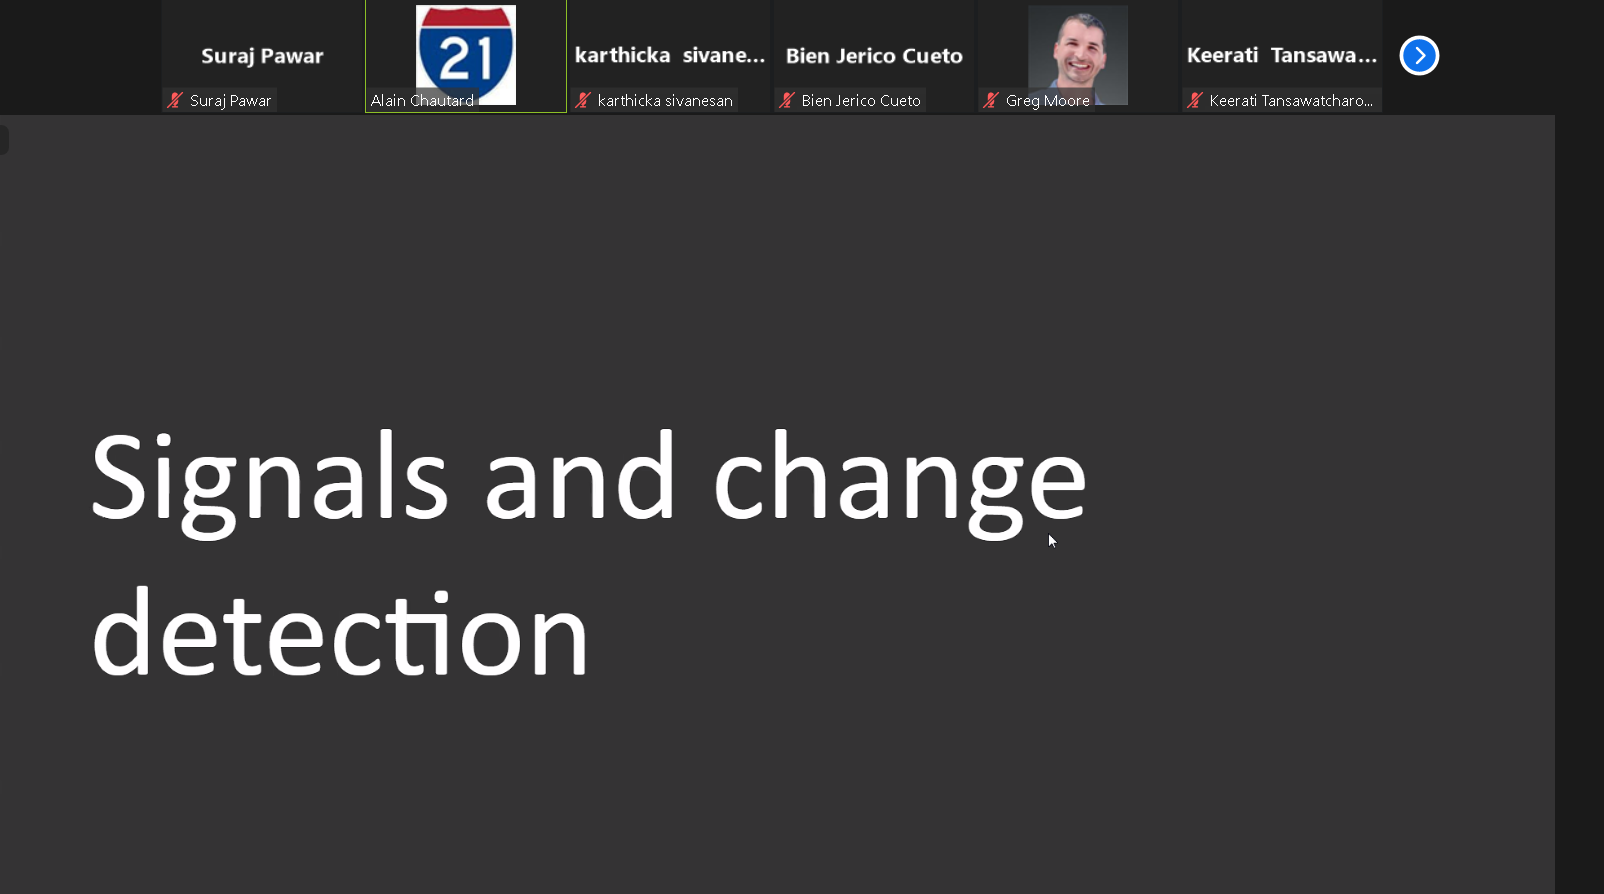 Suraj Pawar
21
karthicka sivane...
Bien Jerico Cueto
Keerati Tansawa...
Suraj Pawar
Alain Chautard
karthicka sivanesan
Bien Jerico Cueto
Greg Moore
Keerati Tansawatcharo...
Signals and change
detection